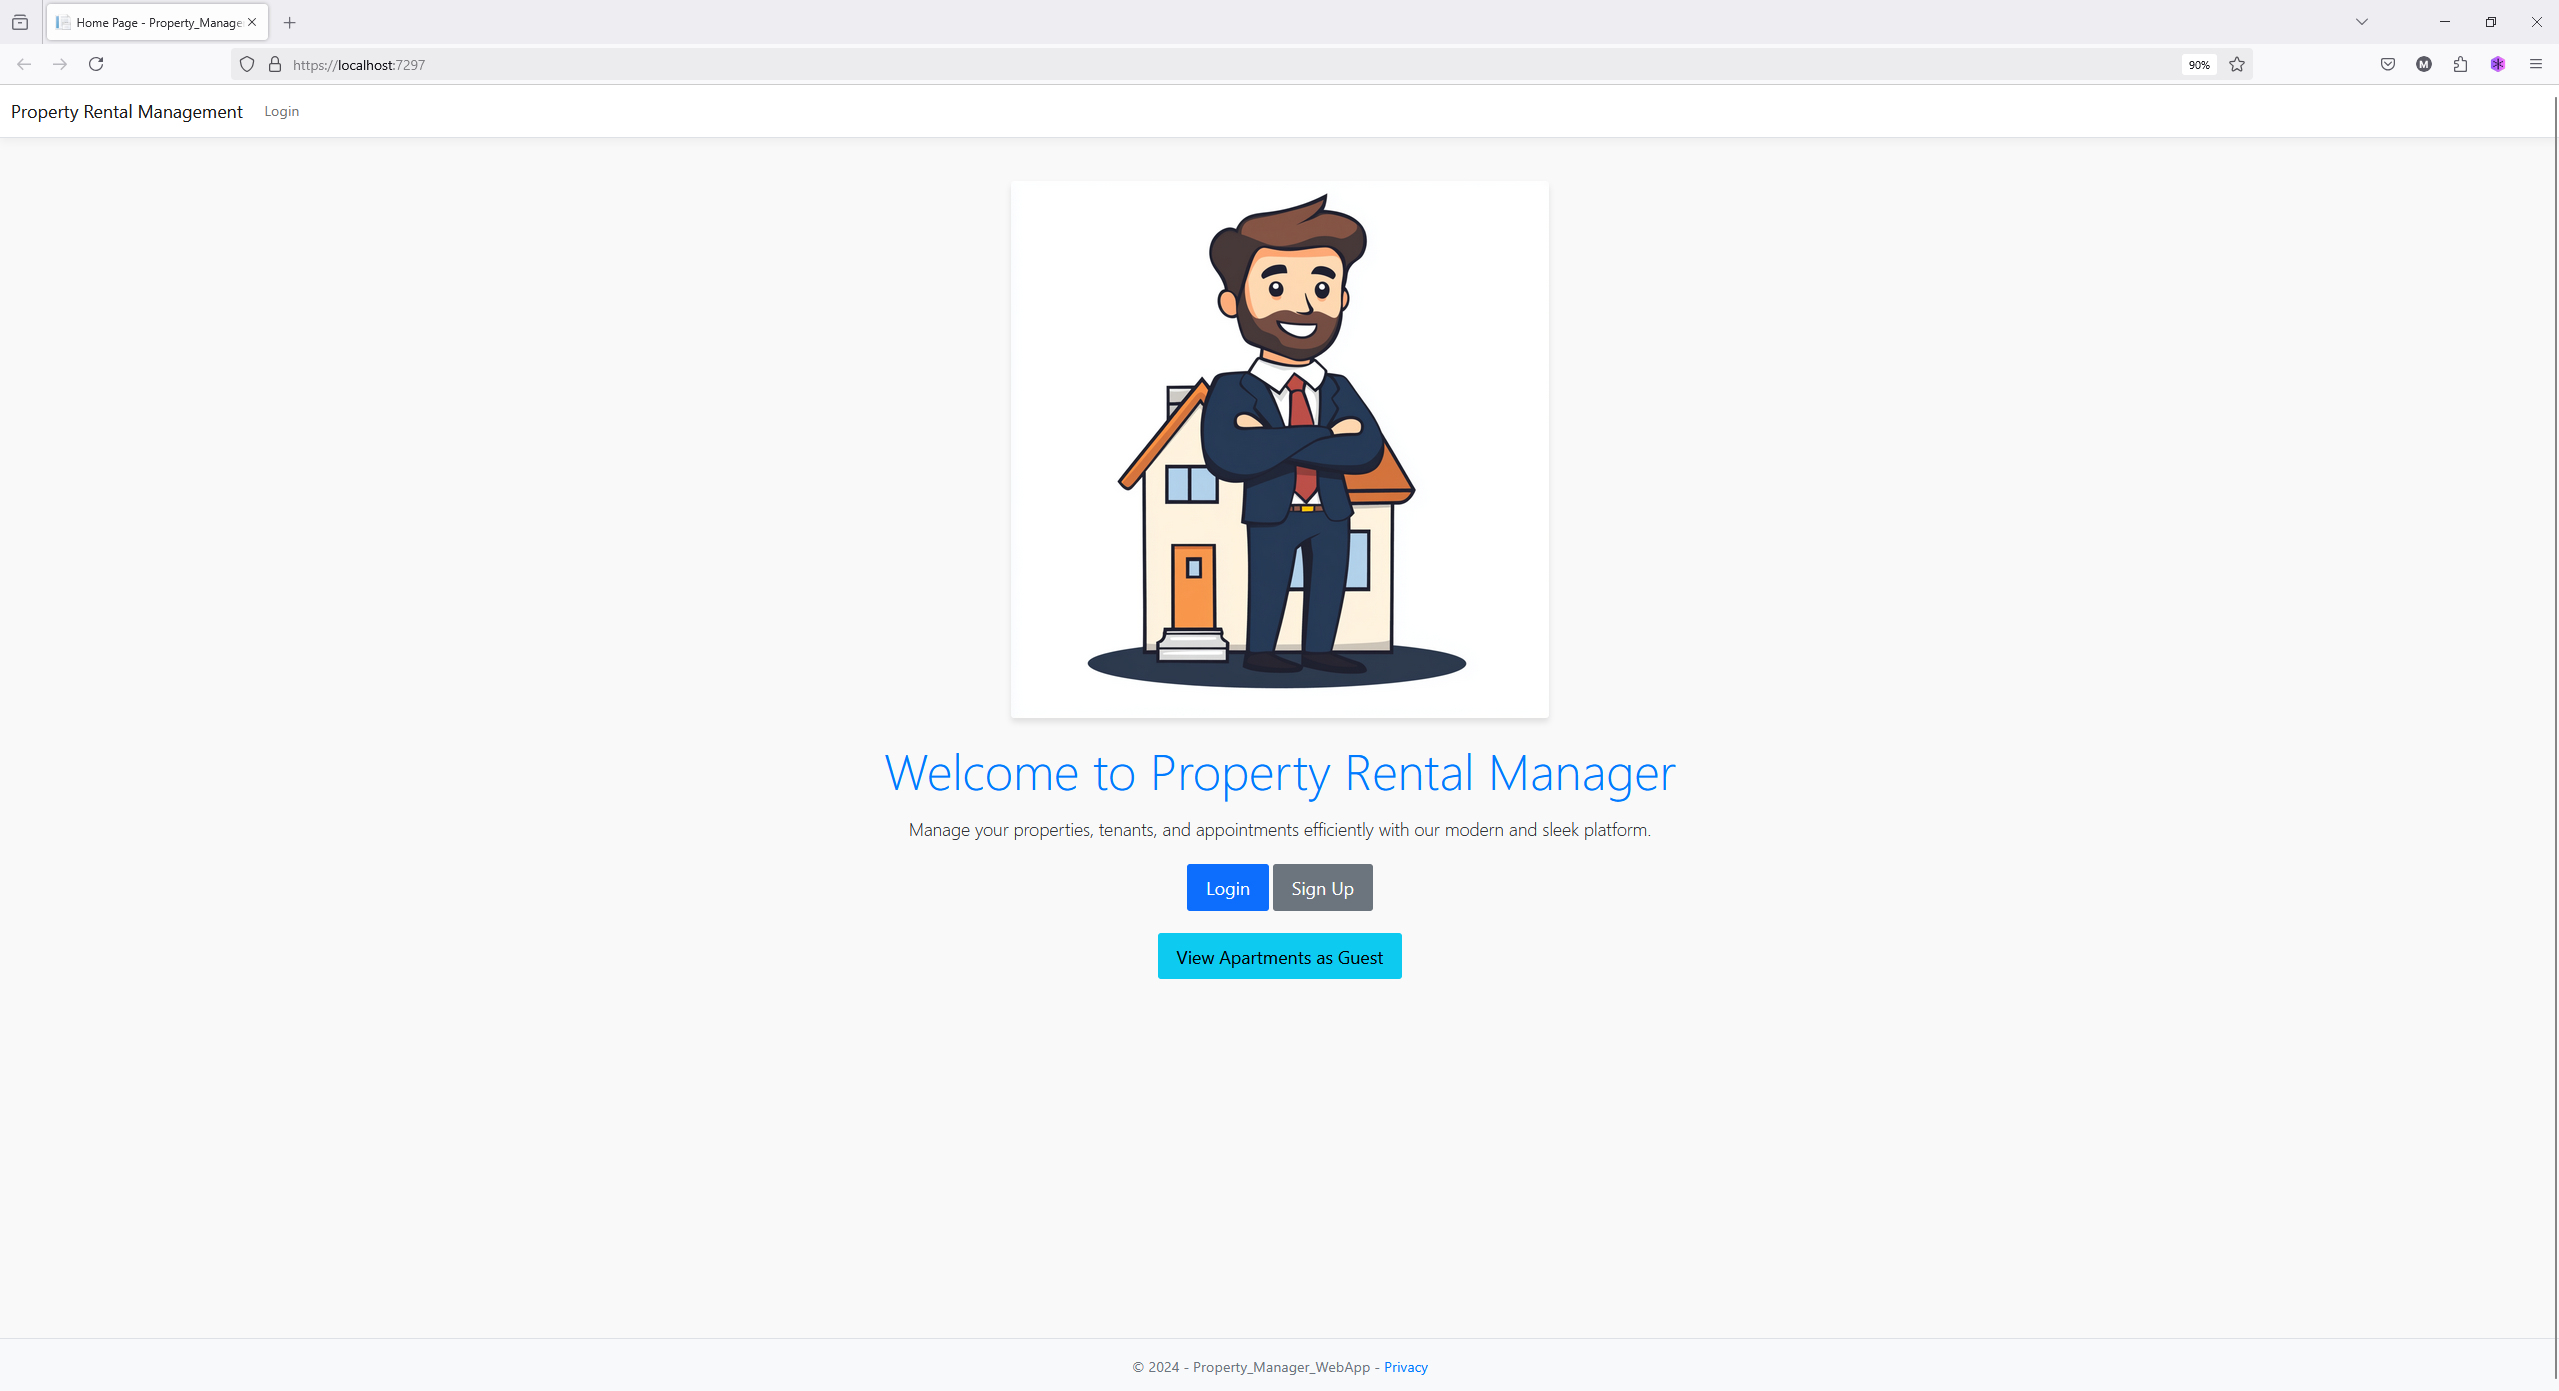 Home Page - Property_Manage
https://localhost:7297
90%
M
Property Rental Management
Login
Welcome to Property Rental Manager
Manage your properties, tenants, and appointments efficiently with our modern and sleek platform.
Login
Sign Up
View Apartments as Guest
© 2024 - Property_Manager_WebApp - Privacy